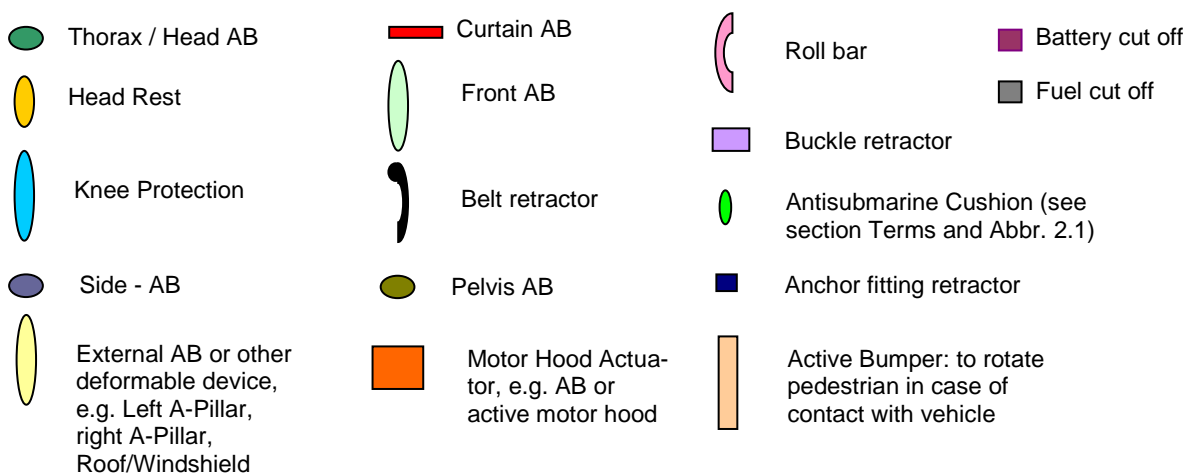 Thorax / Head AB
Head Rest
Knee Protection
Side - AB
External AB or other
deformable device,
e.g. Left A-Pillar,
right A-Pillar,
Roof/Windshield
Curtain AB
Front AB
Belt retractor
Pelvis AB
Motor Hood Actua-
tor, e.g. AB or
active motor hood
Roll bar
Buckle retractor
Antisubmarine Cushion (see
section Terms and Abbr. 2.1)
Anchor fitting retractor
Active Bumper: to rotate
pedestrian in case of
contact with vehicle
Battery cut off
Fuel cut off